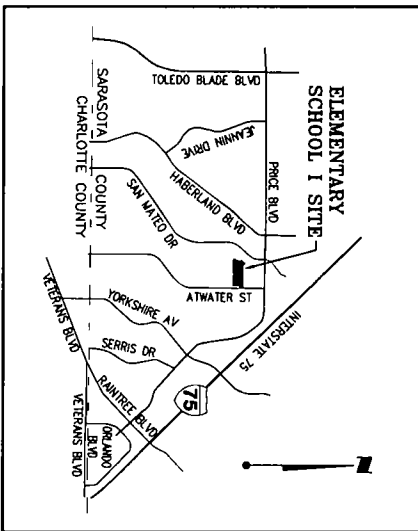 ELEMENTARY
SCHOOL I SITE
TOLEDO BLADE BLVD
JEANNIN DRIVE
PRICE BLVD
HABERLAND BLVD
SAN MATEO DR
ATWATER ST
INTERSTATE 75
75
YORKSHIRE AV
SERRIS DR
RAINTREE BLVD
ORLANDO
BLVD
VETERANS BLVD
VETERANS BLVD
SARASOTA COUNTY
CHARLOTTE COUNTY
N